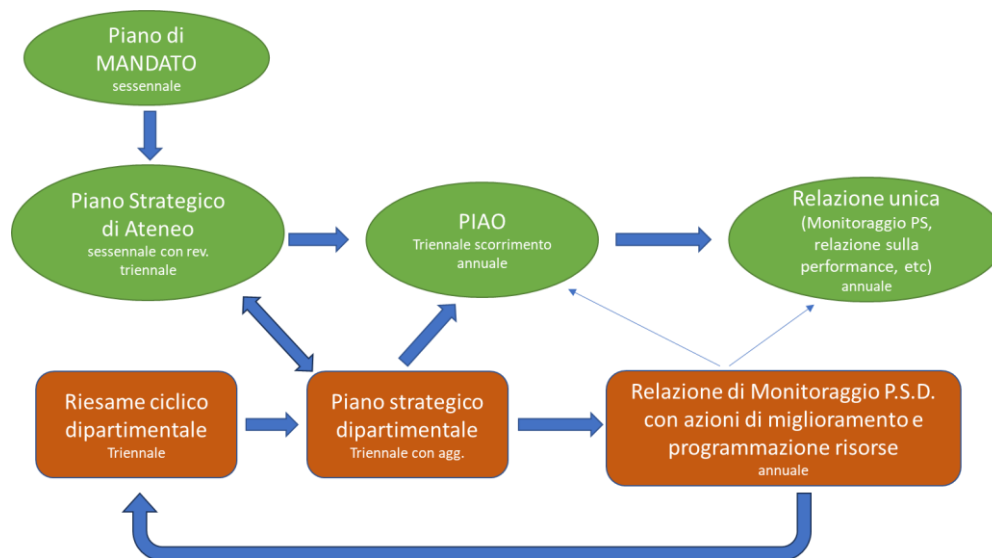 Piano di
MANDATO
sessennale
Piano Strategico
di Ateneo
sessennale con rev.
triennale
PIAO
Triennale scorrimento
annuale
Relazione unica
(Monitoraggio PS,
relazione sulla
performance, etc)
annuale
Riesame ciclico
dipartimentale
Triennale
Piano strategico
dipartimentale
Triennale con agg.
Relazione di Monitoraggio P.S.D.
con azioni di miglioramento e
programmazione risorse
annuale